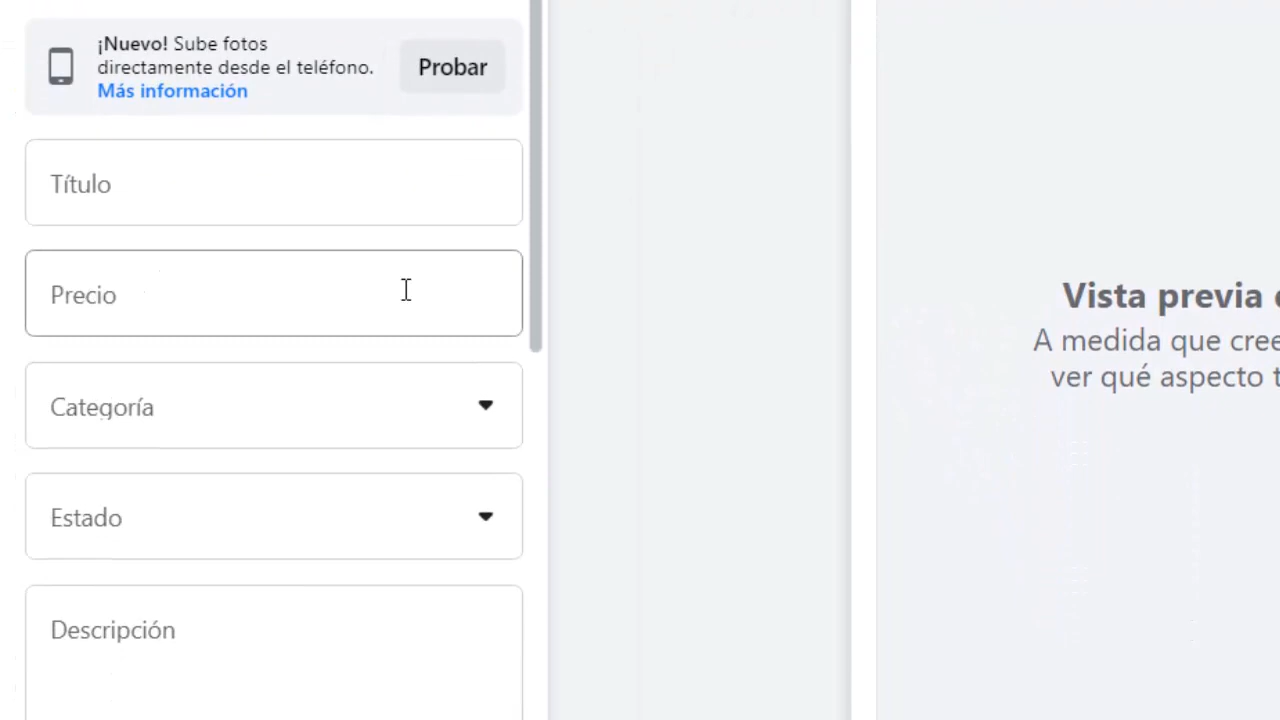 ¡Nuevo! Sube fotos
directamente desde el teléfono.
Más información
Probar
Título
Precio
Categoría
Estado
Descripción
Vista previa
A medida que cree
ver qué aspecto t